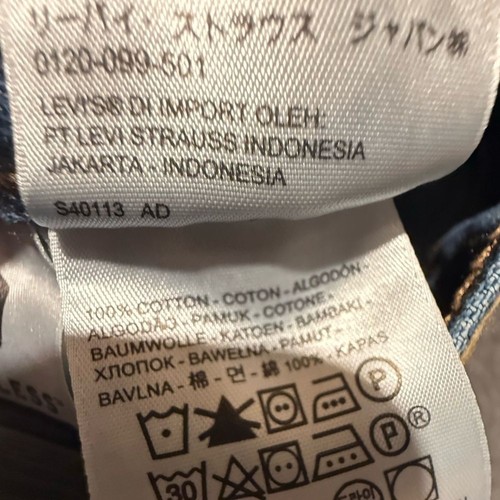 リーバイ・ストラウス ジャパン㈱
0120-099-501
LEVI'S® DI IMPORT OLEH:
PT LEVI STRAUSS INDONESIA
JAKARTA - INDONESIA
S40113 AD
100% COTTON - COTON - ALGODÓN -
ALGODÃO - PAMUK - COTONE -
BAUMWOLLE - KATOEN - BAMBAKI -
ХЛОПОК - BAWEŁNA - PAMUT -
BAVLNA - 棉 - 면 - 綿 100% - KAPAS
P
®
P
30
LESS